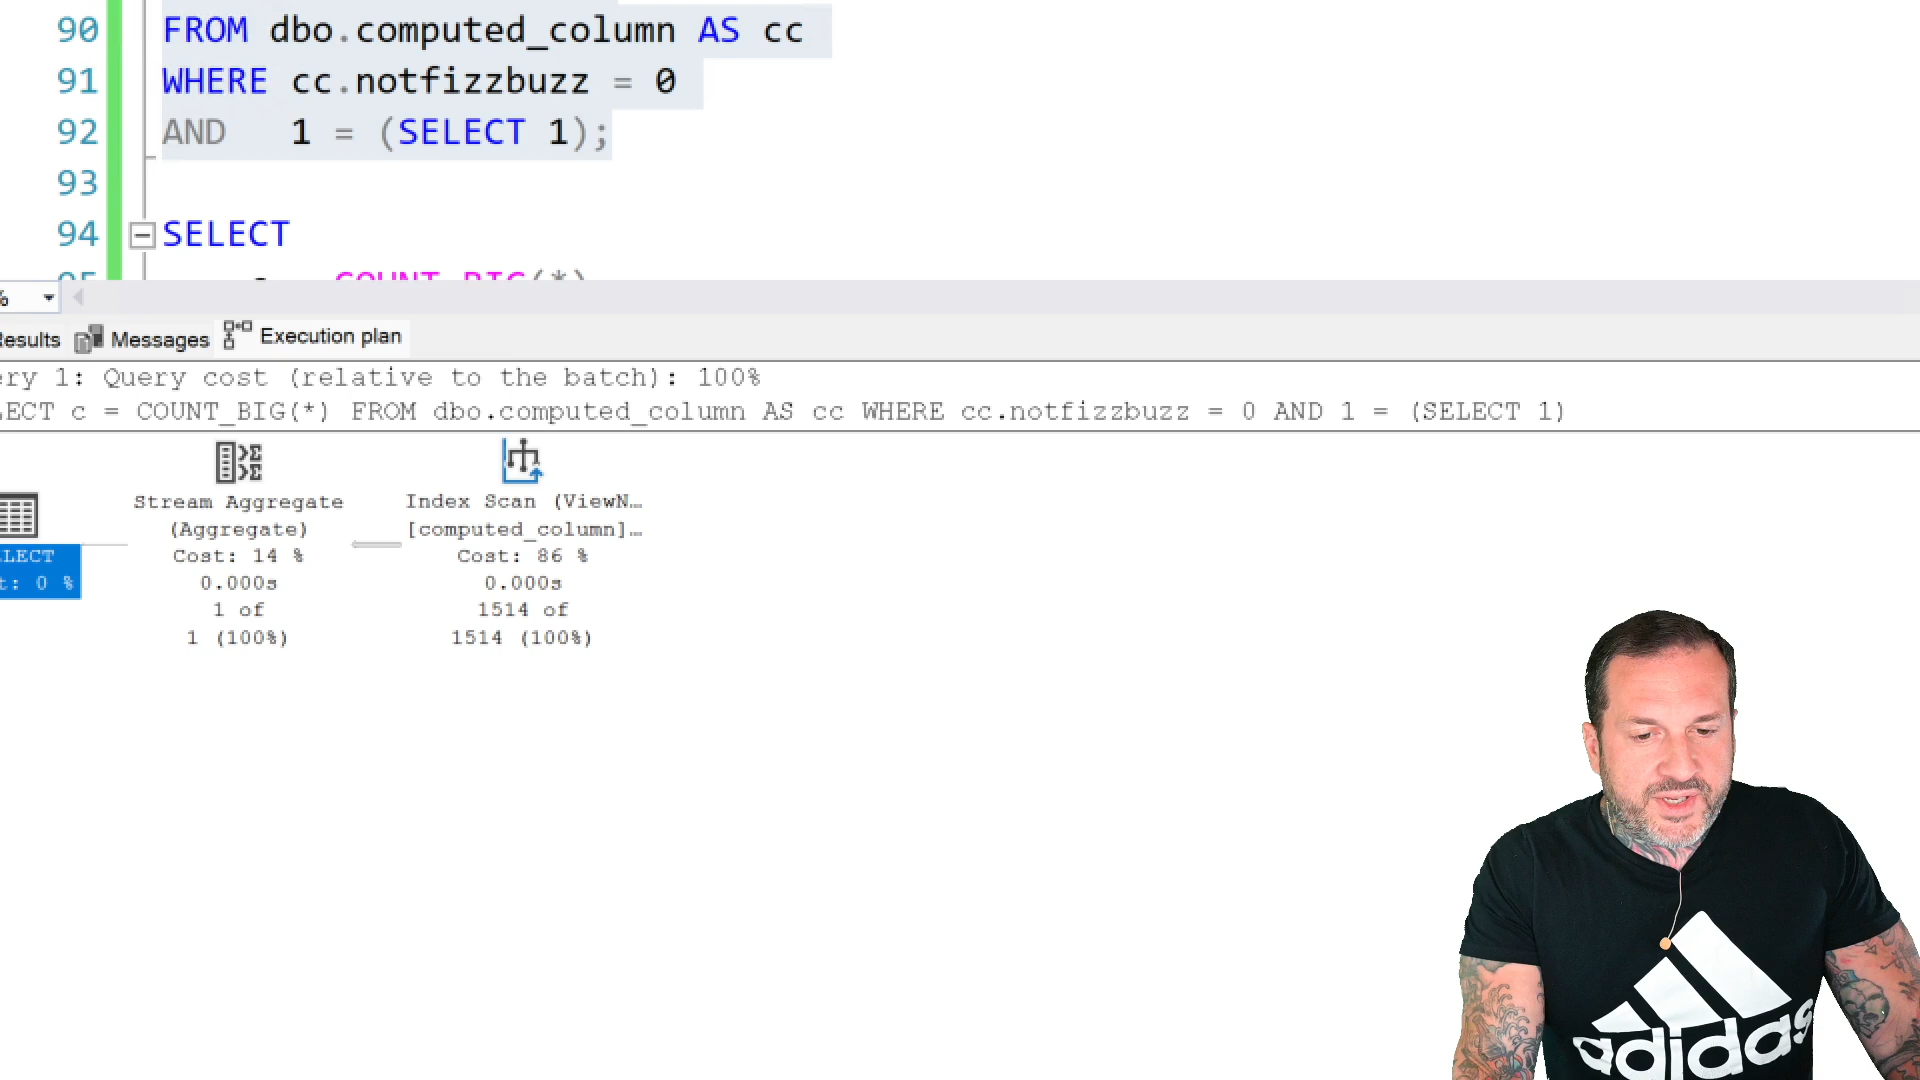 90 FROM dbo.computed_column AS cc
91 WHERE cc.notfizzbuzz = 0
92 AND 1 = (SELECT 1);
93
94 SELECT
COUNT_BIG(*)
%
Results Messages Execution plan
ery 1: Query cost (relative to the batch): 100%
LECT c = COUNT_BIG(*) FROM dbo.computed_column AS cc WHERE cc.notfizzbuzz = 0 AND 1 = (SELECT 1)
Stream Aggregate
(Aggregate)
Cost: 14 %
0.000s
1 of
1 (100%)
Index Scan (ViewN...
[computed_column]...
Cost: 86 %
0.000s
1514 of
1514 (100%)
LECT
t: 0 %
adidas